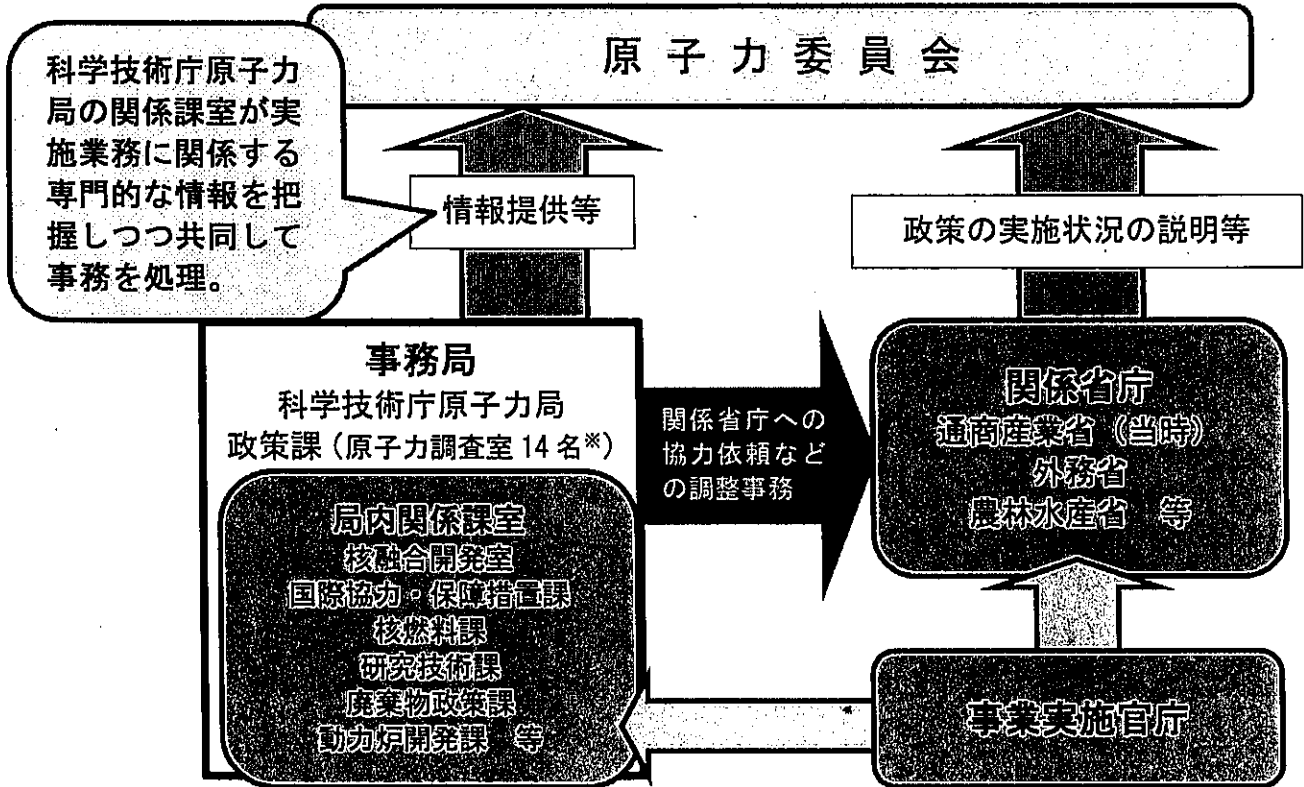 原子力委員会
科学技術庁原子力
局の関係課室が実
施業務に関係する
専門的な情報を把
握しつつ共同して
事務を処理。
情報提供等
政策の実施状況の説明等
事務局
科学技術庁原子力局
政策課（原子力調査室14名※）
局内関係課室
核融合開発室
国際協力・保障措置課
核燃料課
研究技術課
廃棄物政策課
動力炉開発課　等
関係省庁への
協力依頼など
の調整事務
関係省庁
通商産業省（当時）
外務省
農林水産省　等
事業実施官庁